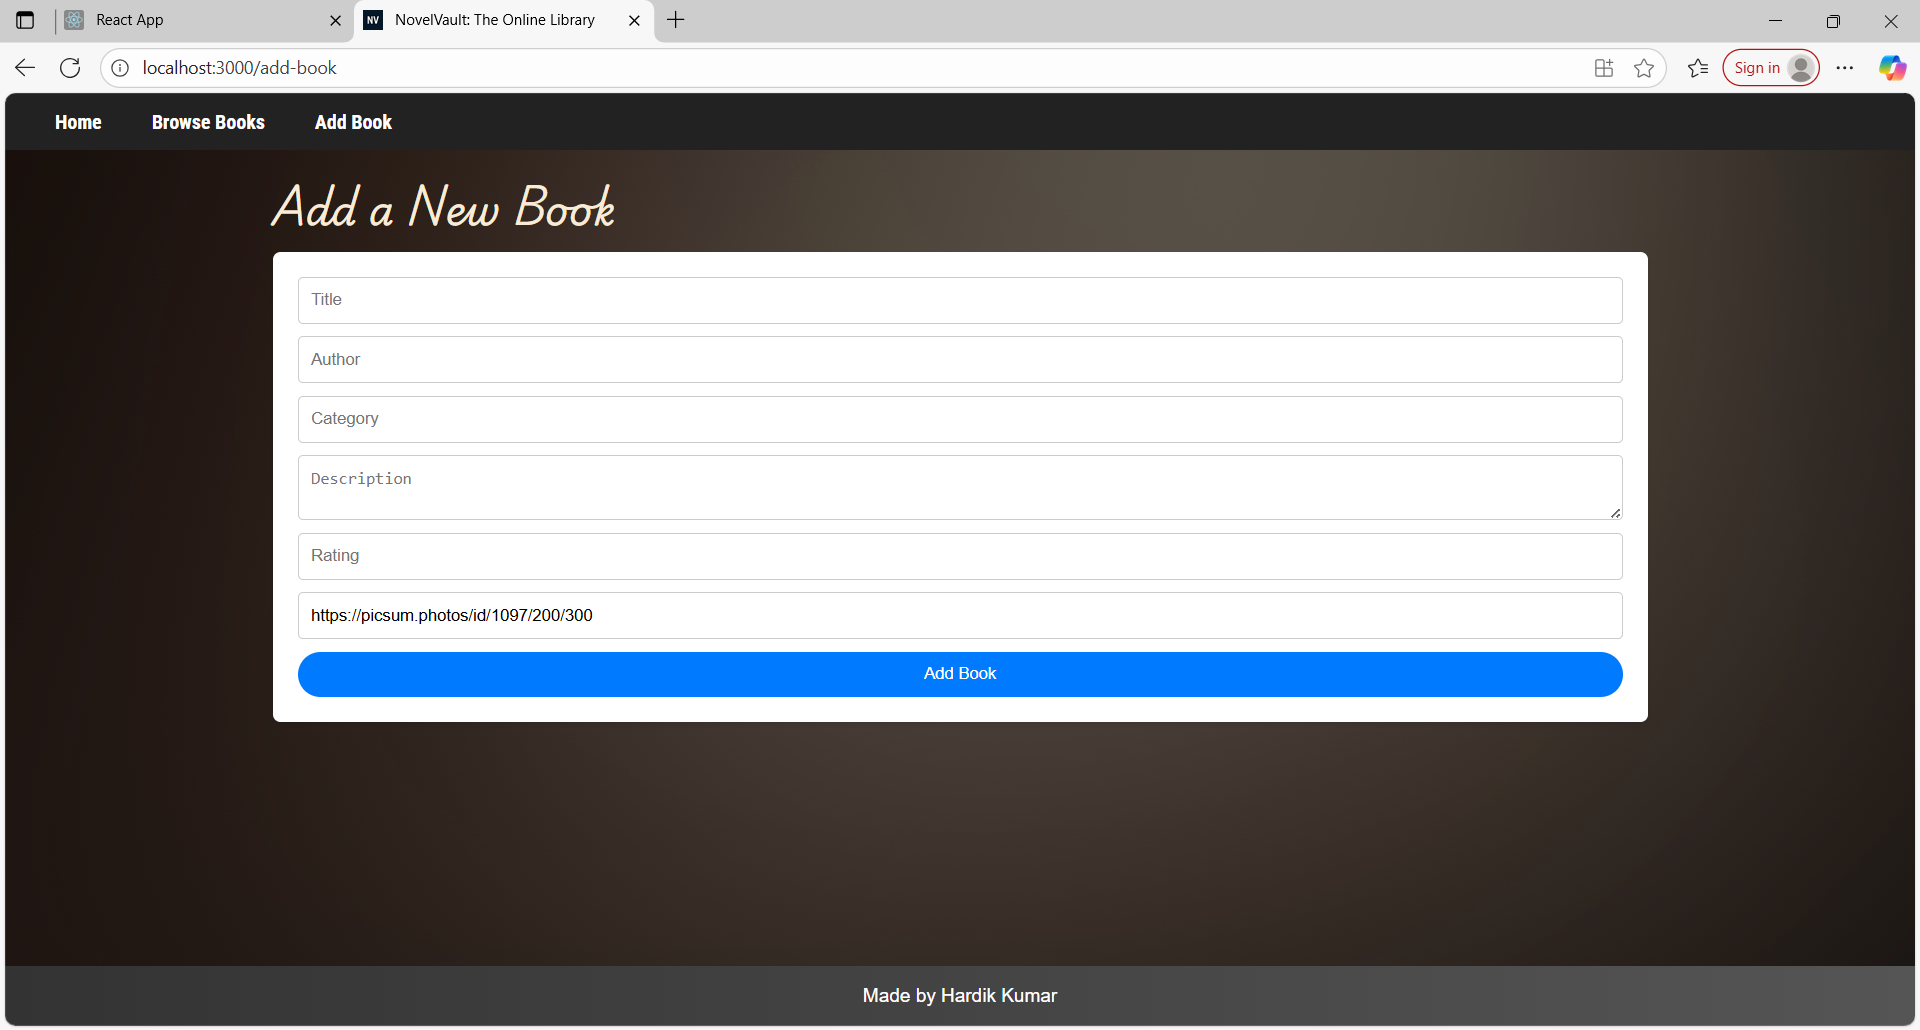 React App
NV NovelVault: The Online Library
localhost:3000/add-book
Sign in
Home Browse Books Add Book
Add a New Book
Title
Author
Category
Description
Rating
https://picsum.photos/id/1097/200/300
Add Book
Made by Hardik Kumar